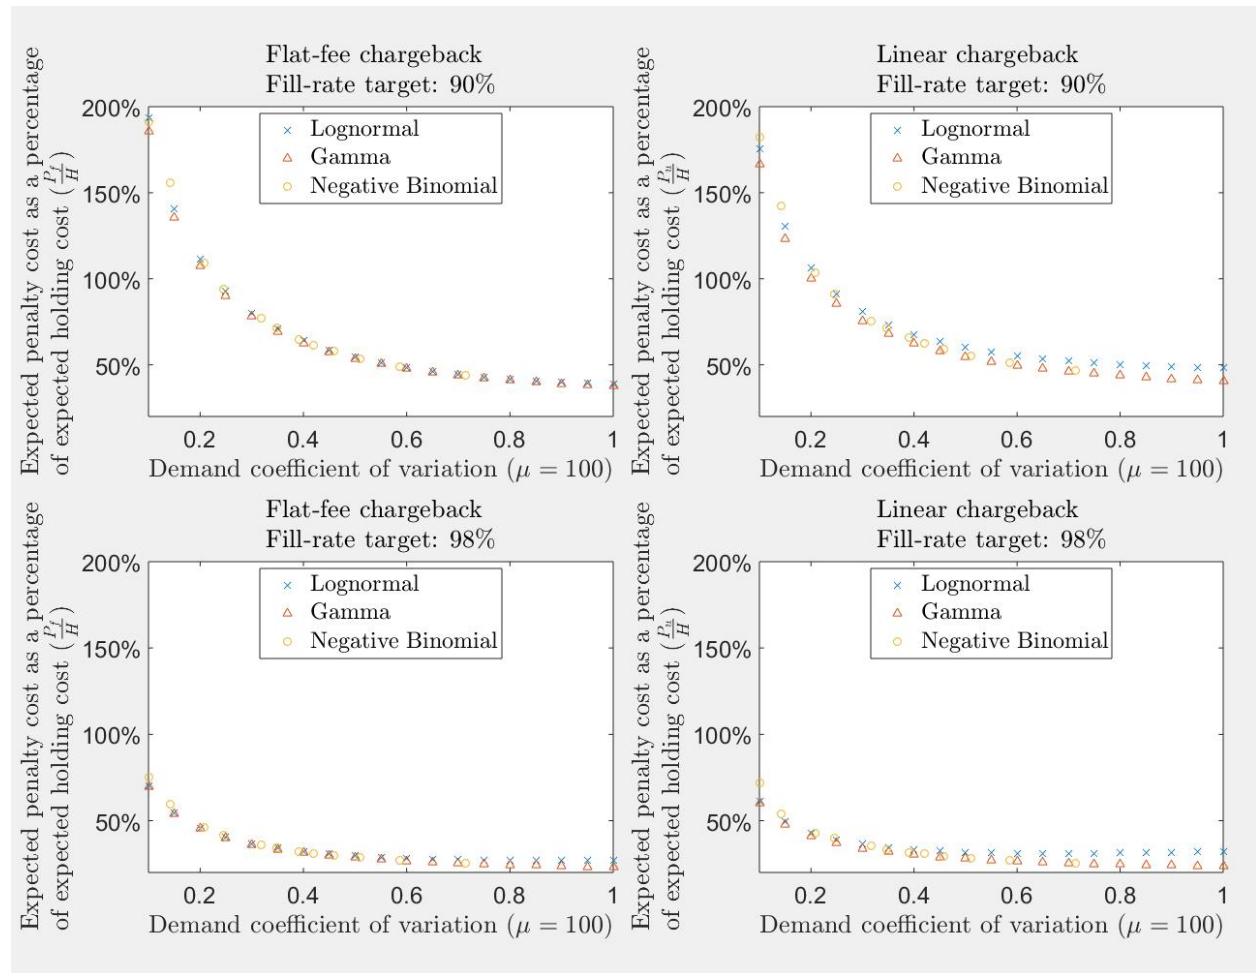 Flat-fee chargeback
Fill-rate target: 90%
Expected penalty cost as a percentage
of expected holding cost (P_f/H)
200%
150%
100%
50%
Lognormal
Gamma
Negative Binomial
0.2 0.4 0.6 0.8 1
Demand coefficient of variation (μ = 100)
Linear chargeback
Fill-rate target: 90%
Expected penalty cost as a percentage
of expected holding cost (P_u/H)
200%
150%
100%
50%
Lognormal
Gamma
Negative Binomial
0.2 0.4 0.6 0.8 1
Demand coefficient of variation (μ = 100)
Flat-fee chargeback
Fill-rate target: 98%
Expected penalty cost as a percentage
of expected holding cost (P_f/H)
200%
150%
100%
50%
Lognormal
Gamma
Negative Binomial
0.2 0.4 0.6 0.8 1
Demand coefficient of variation (μ = 100)
Linear chargeback
Fill-rate target: 98%
Expected penalty cost as a percentage
of expected holding cost (P_u/H)
200%
150%
100%
50%
Lognormal
Gamma
Negative Binomial
0.2 0.4 0.6 0.8 1
Demand coefficient of variation (μ = 100)